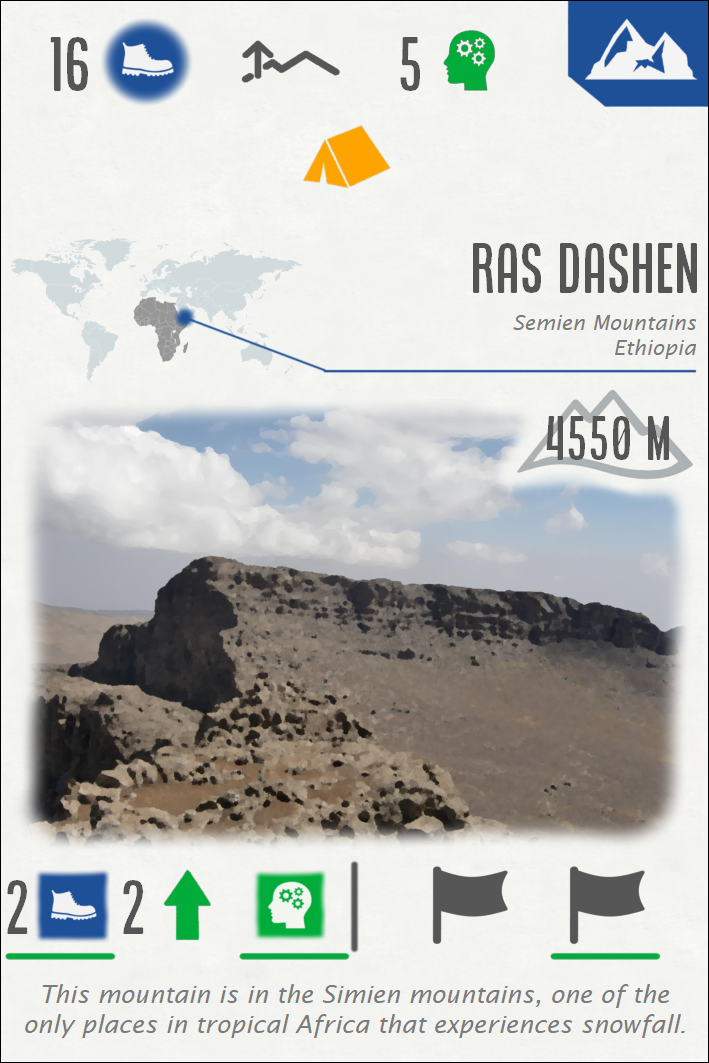 16
5
RAS DASHEN
Semien Mountains
Ethiopia
4550 M
2 2
This mountain is in the Simien mountains, one of the
only places in tropical Africa that experiences snowfall.